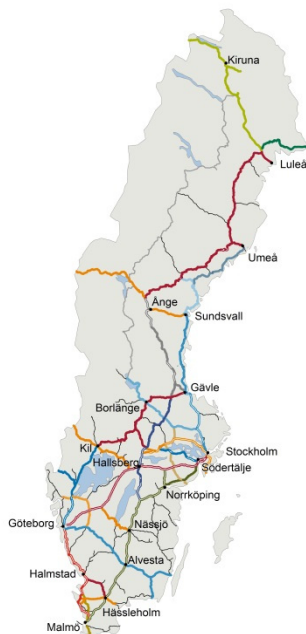 Kiruna
Luleå
Umeå
Ånge
Sundsvall
Gävle
Borlänge
Kil
Stockholm
Hallsberg
Södertälje
Norrköping
Göteborg
Nässjö
Alvesta
Halmstad
Hässleholm
Malmö